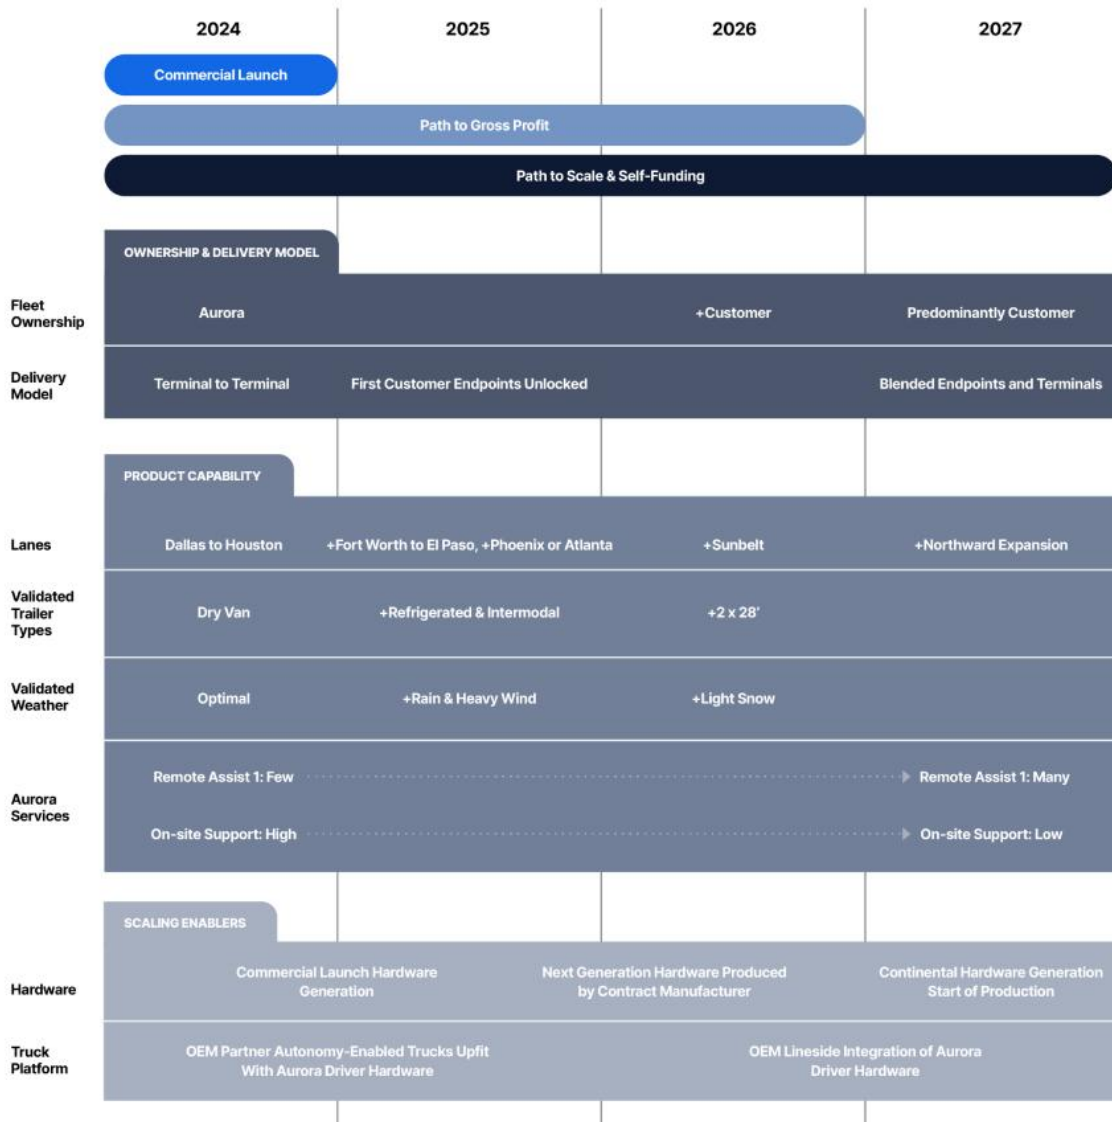 2024 2025 2026 2027
Commercial Launch
Path to Gross Profit
Path to Scale & Self-Funding
OWNERSHIP & DELIVERY MODEL
Fleet
Ownership
Aurora
+Customer
Predominantly Customer
Delivery
Model
Terminal to Terminal
First Customer Endpoints Unlocked
Blended Endpoints and Terminals
PRODUCT CAPABILITY
Lanes
Dallas to Houston
+Fort Worth to El Paso, +Phoenix or Atlanta
+Sunbelt
+Northward Expansion
Validated
Trailer
Types
Dry Van
+Refrigerated & Intermodal
+2 x 28'
Validated
Weather
Optimal
+Rain & Heavy Wind
+Light Snow
Aurora
Services
Remote Assist 1: Few
Remote Assist 1: Many
On-site Support: High
On-site Support: Low
SCALING ENABLERS
Hardware
Commercial Launch Hardware
Generation
Next Generation Hardware Produced
by Contract Manufacturer
Continental Hardware Generation
Start of Production
Truck
Platform
OEM Partner Autonomy-Enabled Trucks Upfit
With Aurora Driver Hardware
OEM Lineside Integration of Aurora
Driver Hardware